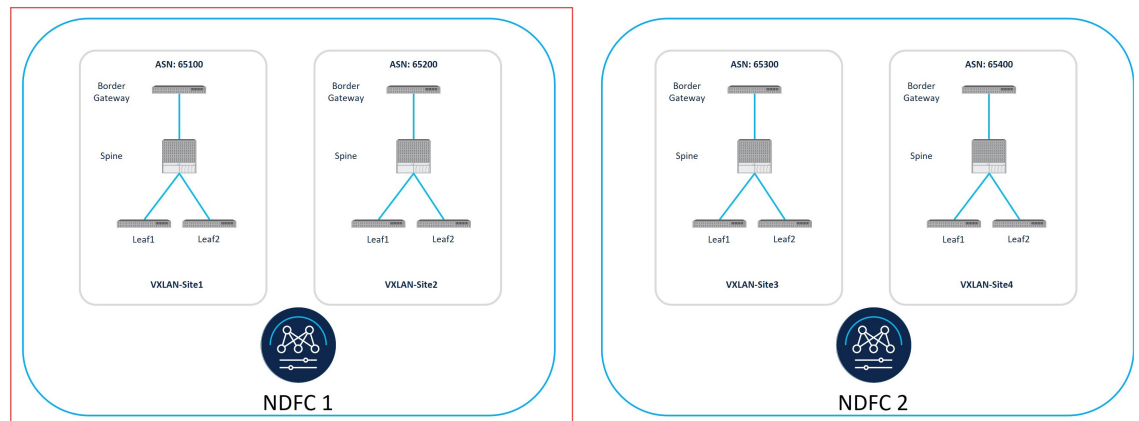 ASN: 65100
Border
Gateway
Spine
Leaf1 Leaf2
VXLAN-Site1
ASN: 65200
Border
Gateway
Spine
Leaf1 Leaf2
VXLAN-Site2
NDFC 1
ASN: 65300
Border
Gateway
Spine
Leaf1 Leaf2
VXLAN-Site3
ASN: 65400
Border
Gateway
Spine
Leaf1 Leaf2
VXLAN-Site4
NDFC 2